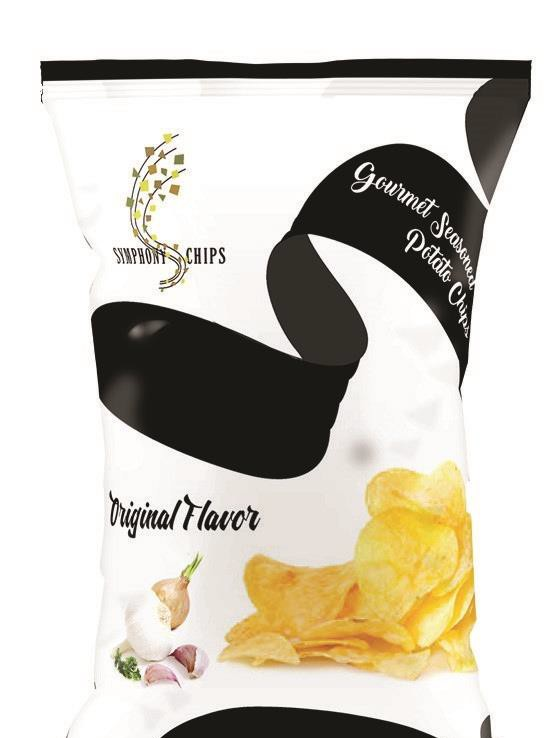 SYMPHONY CHIPS
Gourmet Seasoned
Potato Chips
Original Flavor